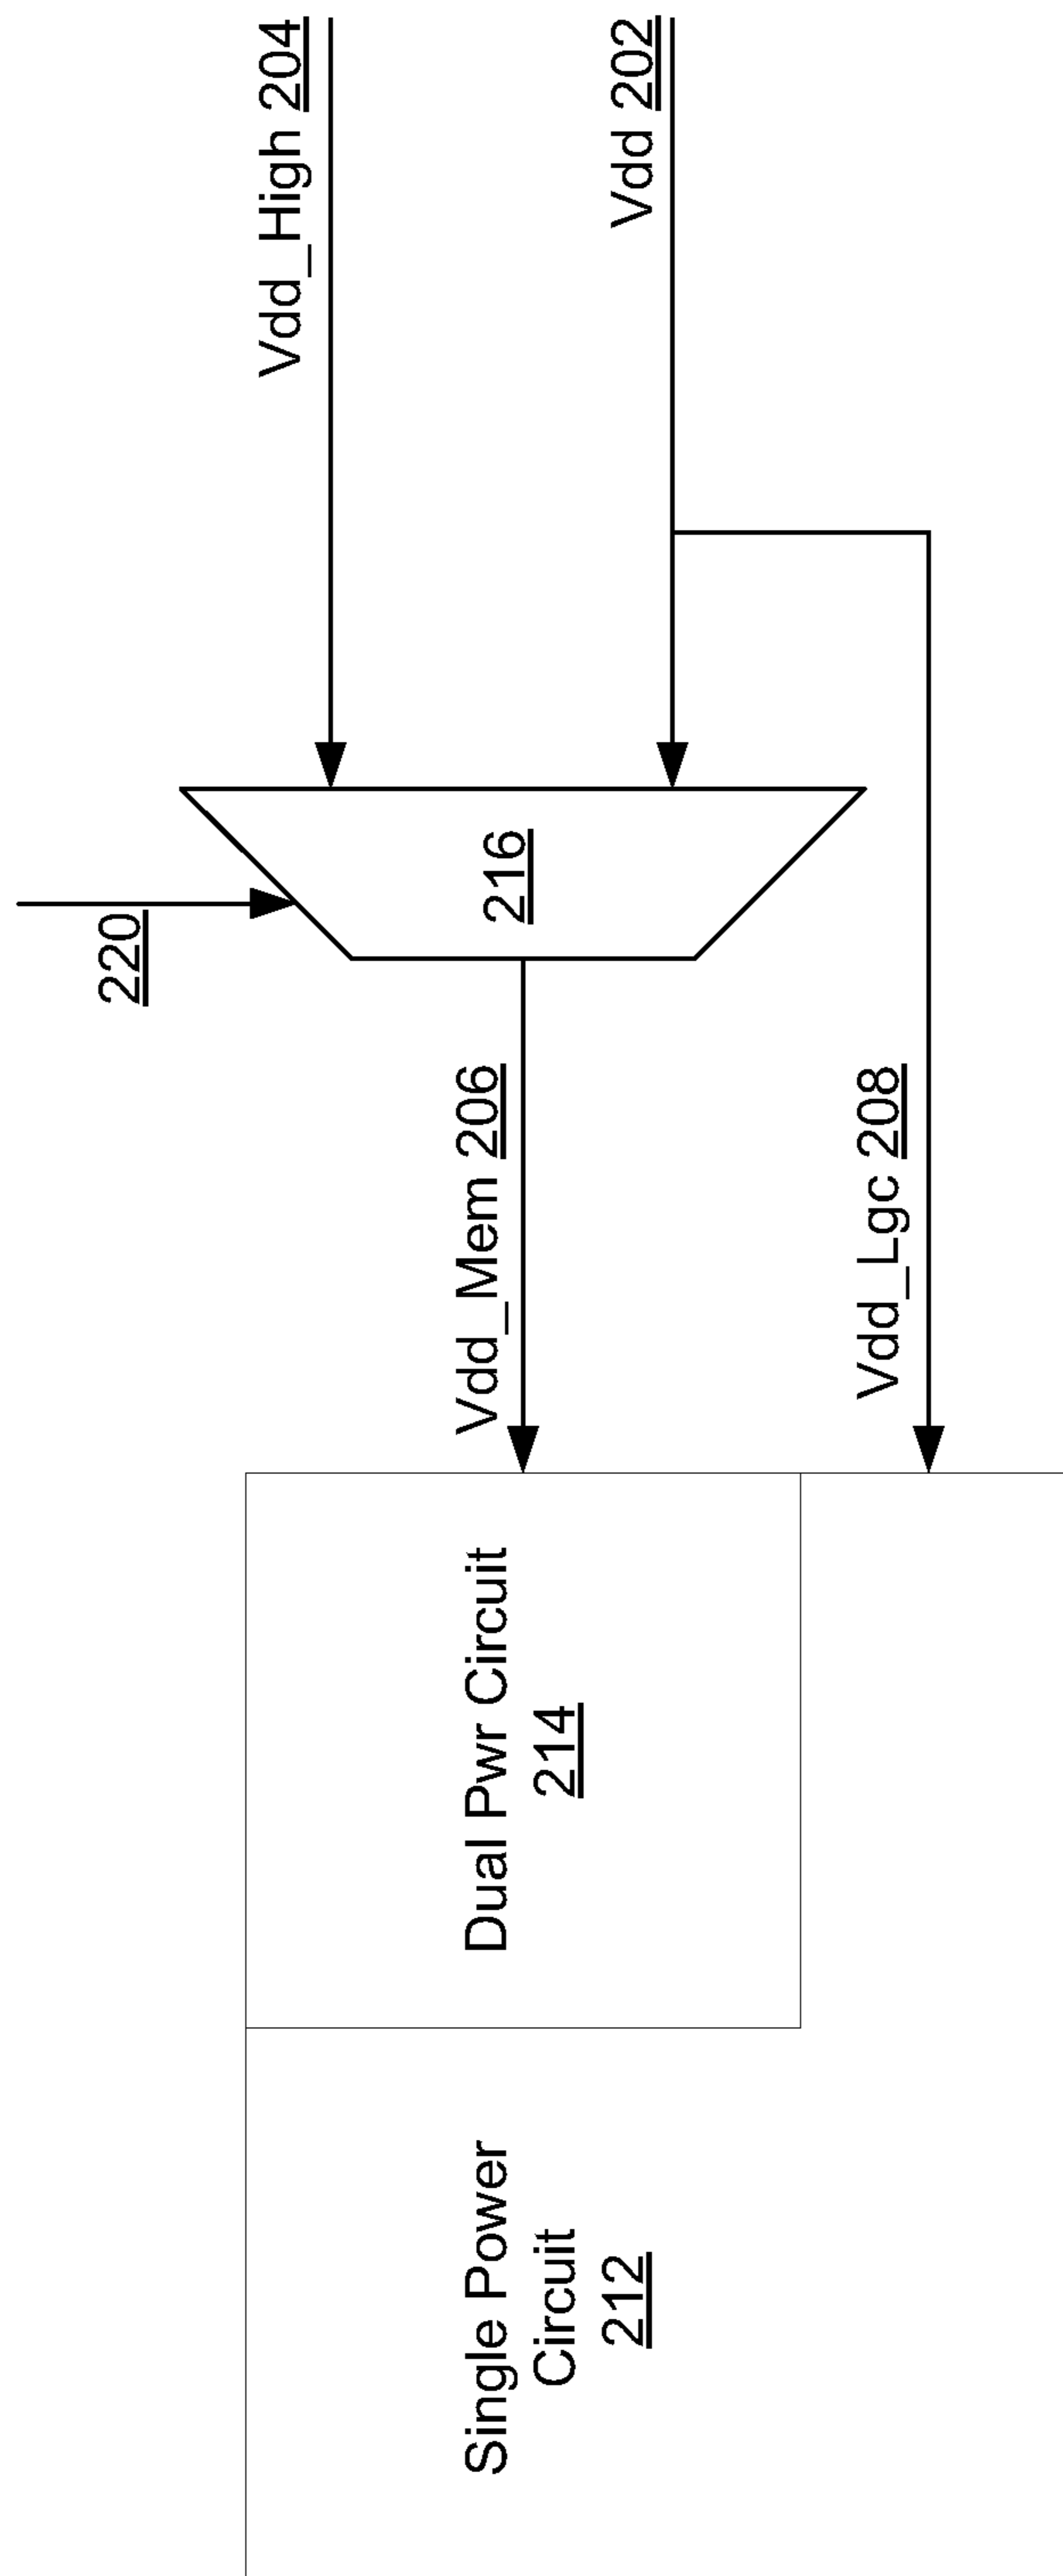 Vdd_High 204
Vdd 202
220
216
Vdd_Mem 206
Vdd_Lgc 208
Dual Pwr Circuit
214
Single Power
Circuit
212